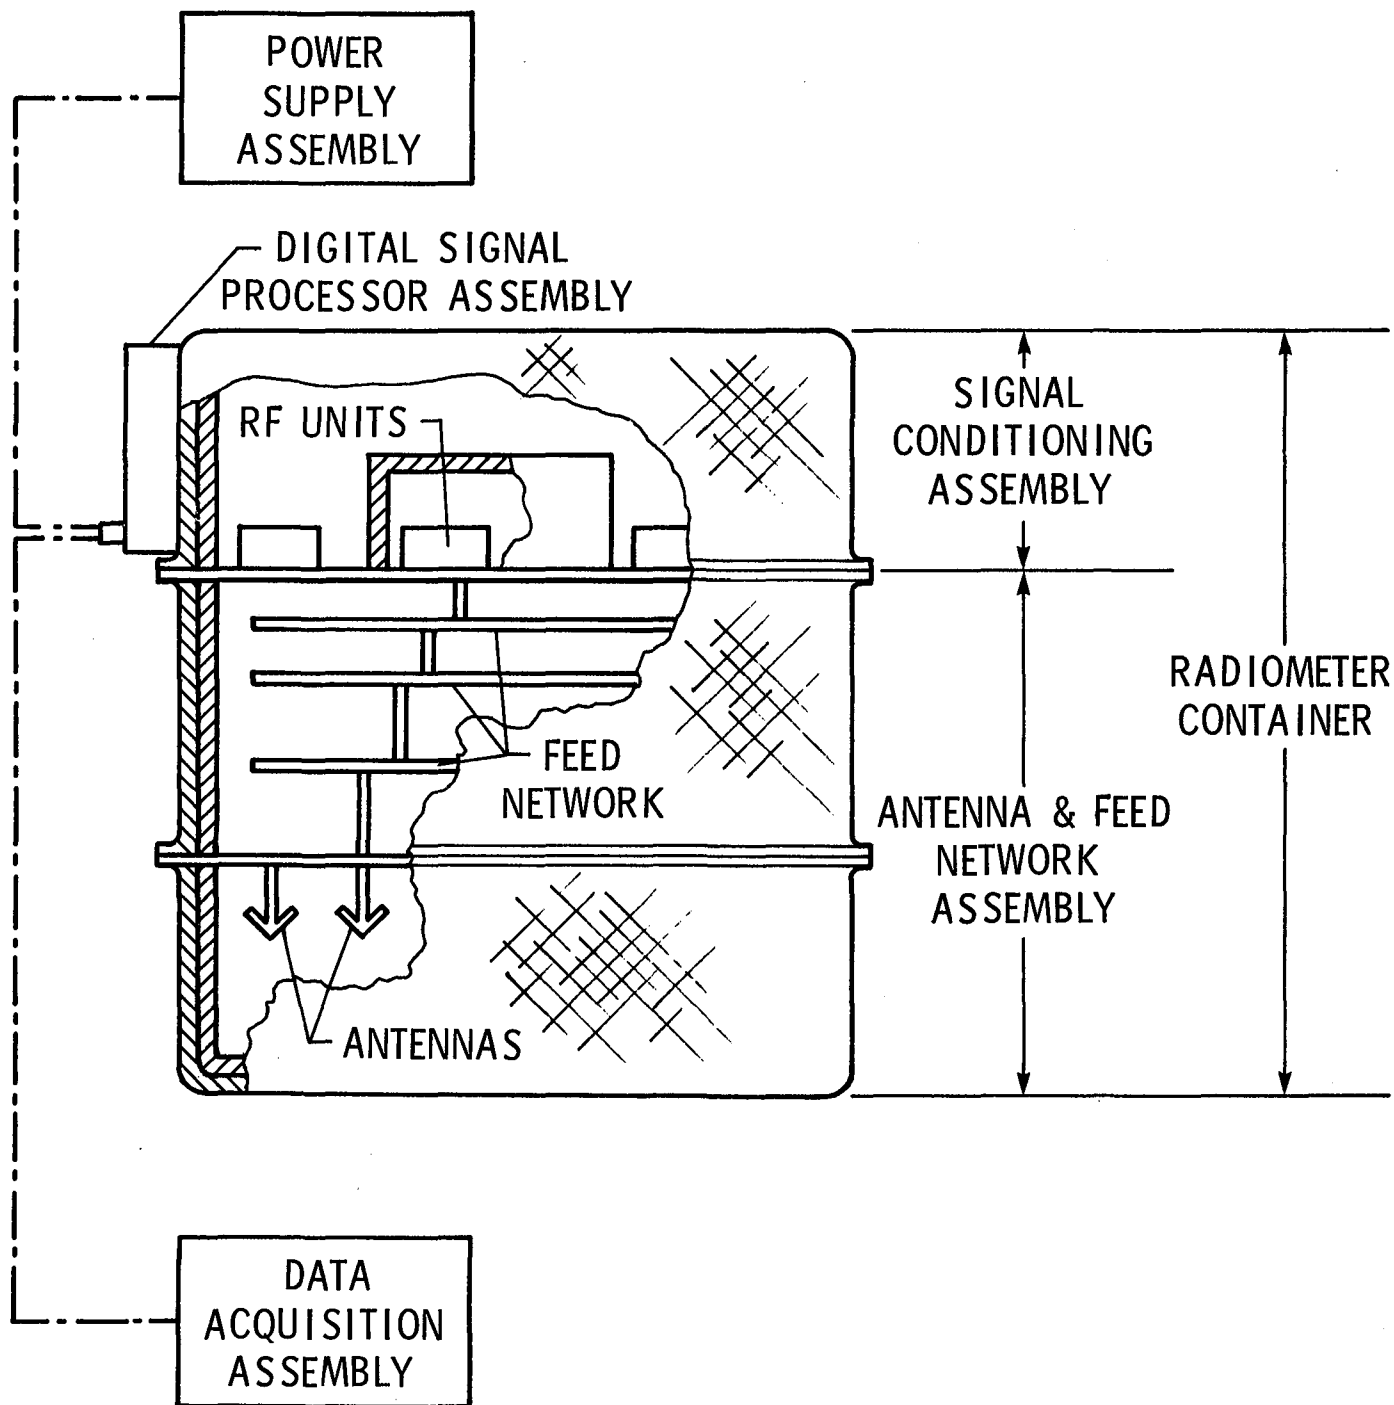 POWER
SUPPLY
ASSEMBLY
DIGITAL SIGNAL
PROCESSOR ASSEMBLY
RF UNITS
SIGNAL
CONDITIONING
ASSEMBLY
RADIOMETER
CONTAINER
FEED
NETWORK
ANTENNA & FEED
NETWORK
ASSEMBLY
ANTENNAS
DATA
ACQUISITION
ASSEMBLY